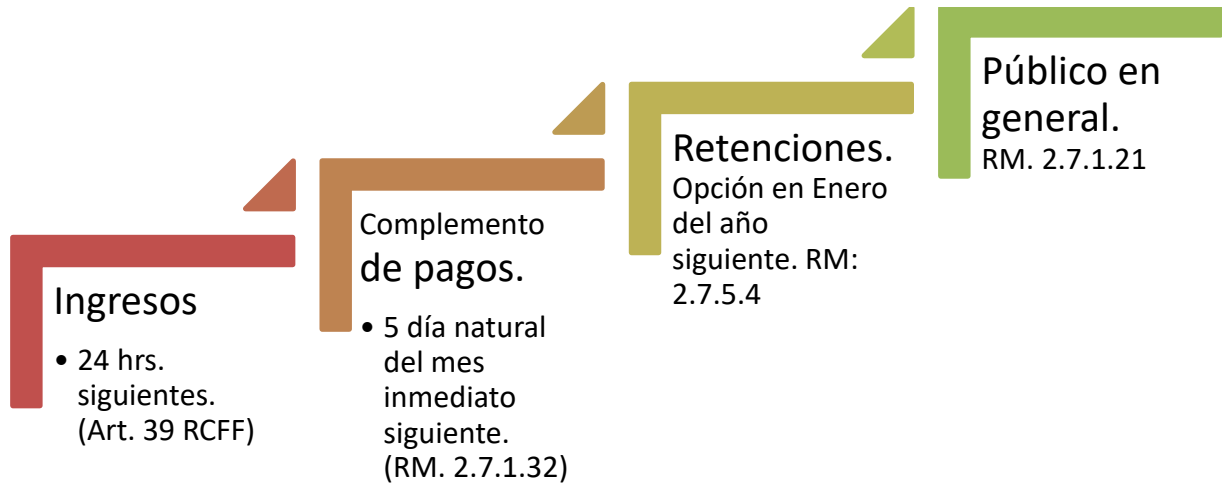 Ingresos
• 24 hrs.
siguientes.
(Art. 39 RCFF)
Complemento
de pagos.
• 5 día natural
del mes
inmediato
siguiente.
(RM. 2.7.1.32)
Retenciones.
Opción en Enero
del año
siguiente. RM:
2.7.5.4
Público en
general.
RM. 2.7.1.21